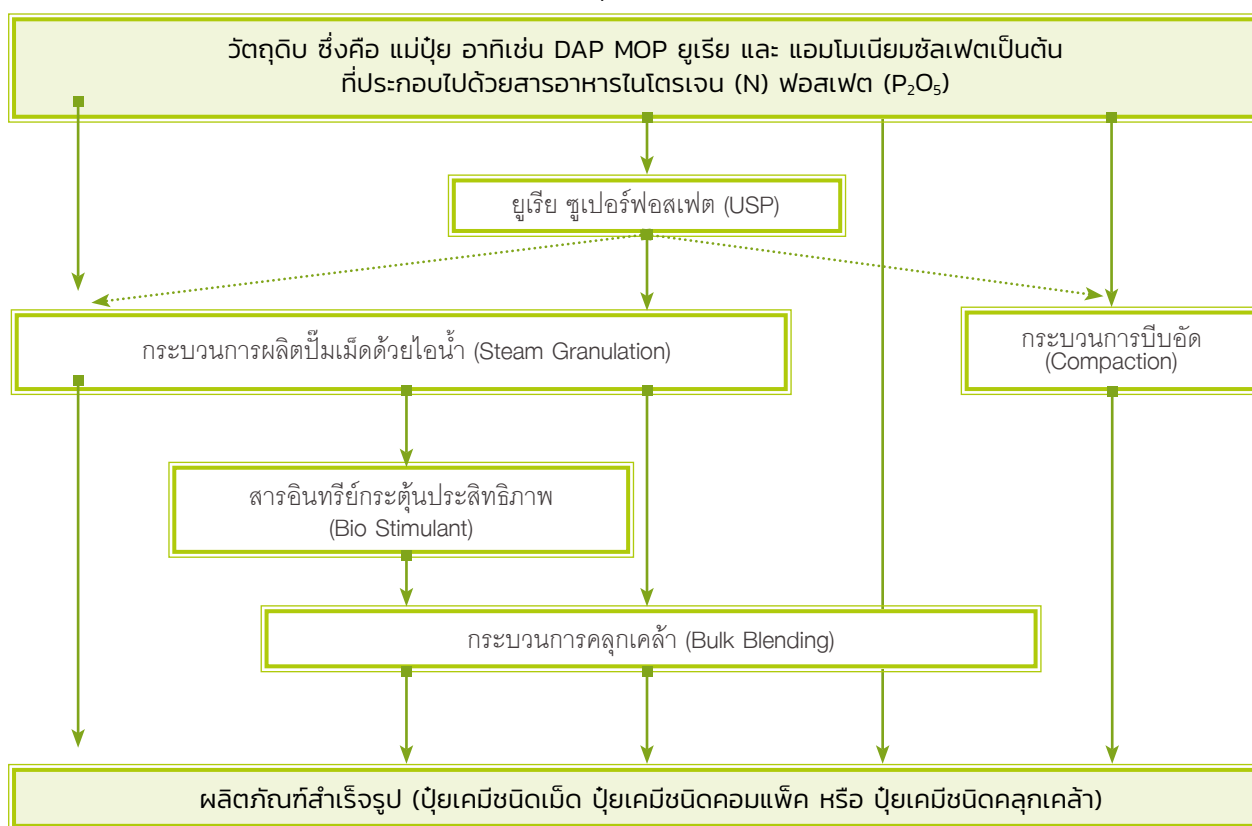 วัตถุดิบ ซึ่งคือ แม่ปุ๋ย อาทิเช่น DAP MOP ยูเรีย และ แอมโมเนียมซัลเฟตเป็นต้น
ที่ประกอบไปด้วยสารอาหารไนโตรเจน (N) ฟอสเฟต (P₂O₅)
ยูเรีย ซูเปอร์ฟอสเฟต (USP)
กระบวนการผลิตปั๊มเม็ดด้วยไอน้ำ (Steam Granulation)
กระบวนการบีบอัด
(Compaction)
สารอินทรีย์กระตุ้นประสิทธิภาพ
(Bio Stimulant)
กระบวนการคลุกเคล้า (Bulk Blending)
ผลิตภัณฑ์สำเร็จรูป (ปุ๋ยเคมีชนิดเม็ด ปุ๋ยเคมีชนิดคอมแพ็ค หรือ ปุ๋ยเคมีชนิดคลุกเคล้า)